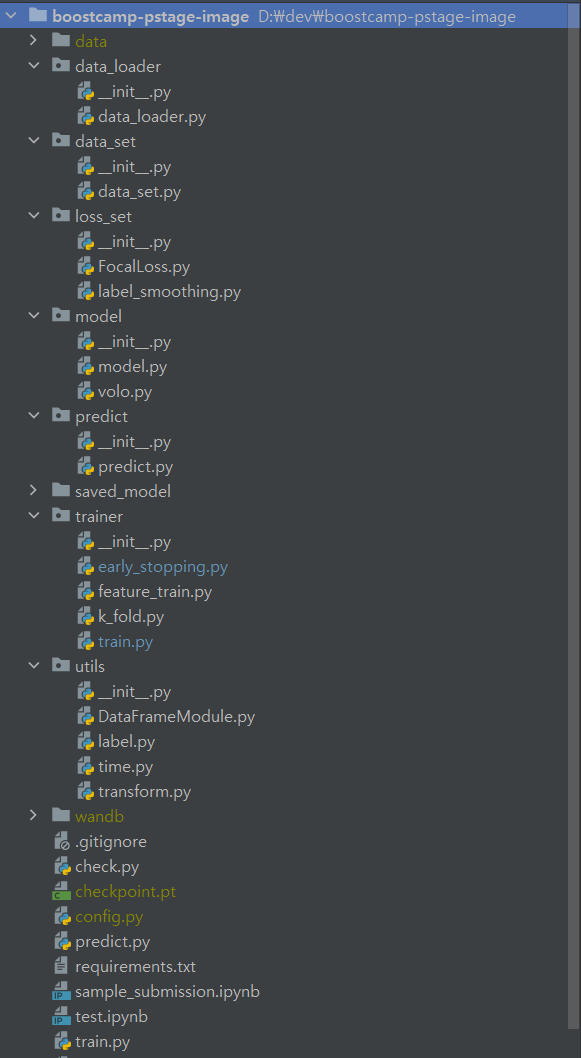 boostcamp-pstage-image D:₩dev₩boostcamp-pstage-image
data
data_loader
__init__.py
data_loader.py
data_set
__init__.py
data_set.py
loss_set
__init__.py
FocalLoss.py
label_smoothing.py
model
__init__.py
model.py
volo.py
predict
__init__.py
predict.py
saved_model
trainer
__init__.py
early_stopping.py
feature_train.py
k_fold.py
train.py
utils
__init__.py
DataFrameModule.py
label.py
time.py
transform.py
wandb
.gitignore
check.py
C checkpoint.pt
config.py
predict.py
requirements.txt
IP sample_submission.ipynb
IP test.ipynb
train.py